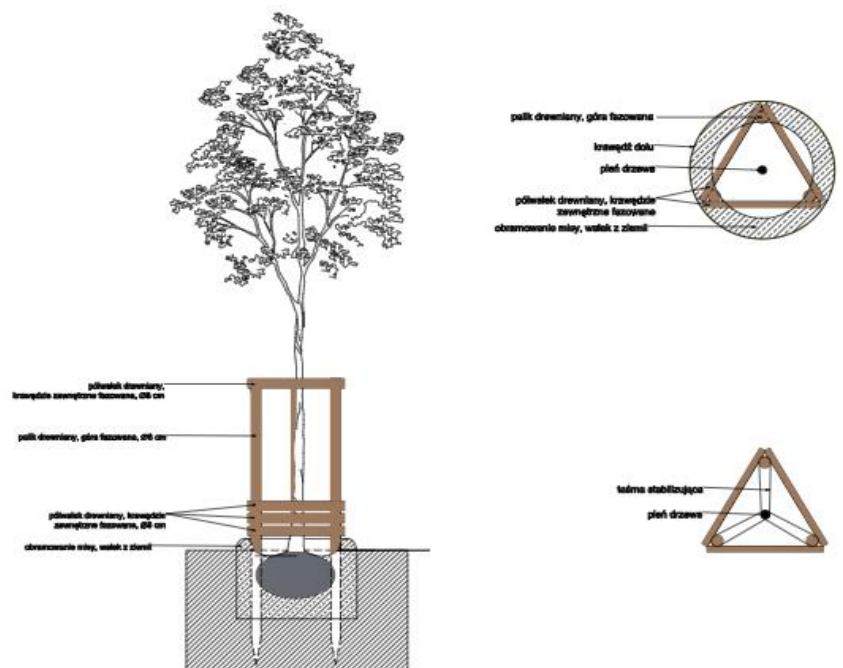 palik drewniany, góra fazowana
krawędź dołu
pień drzewa
półwałek drewniany, krawędzie
zewnętrzne fazowane
obramowanie misy, wałek z ziemi
półwałek drewniany,
krawędzie zewnętrzne fazowane, Ø8 cm
palik drewniany, góra fazowana, Ø8 cm
półwałek drewniany, krawędzie
zewnętrzne fazowane, Ø8 cm
obramowanie misy, wałek z ziemi
taśma stabilizująca
pień drzewa